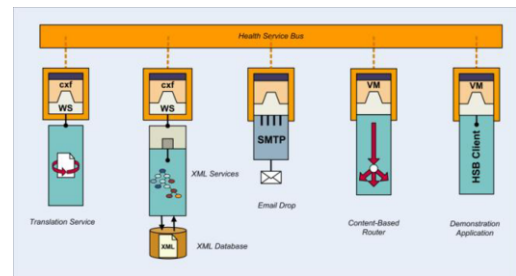 Health Service Bus
cxf
WS
cxf
WS
SMTP
VM
VM
HSB Client
XML Services
Translation Service
Email Drop
Content-Based
Router
Demonstration
Application
XML
XML Database